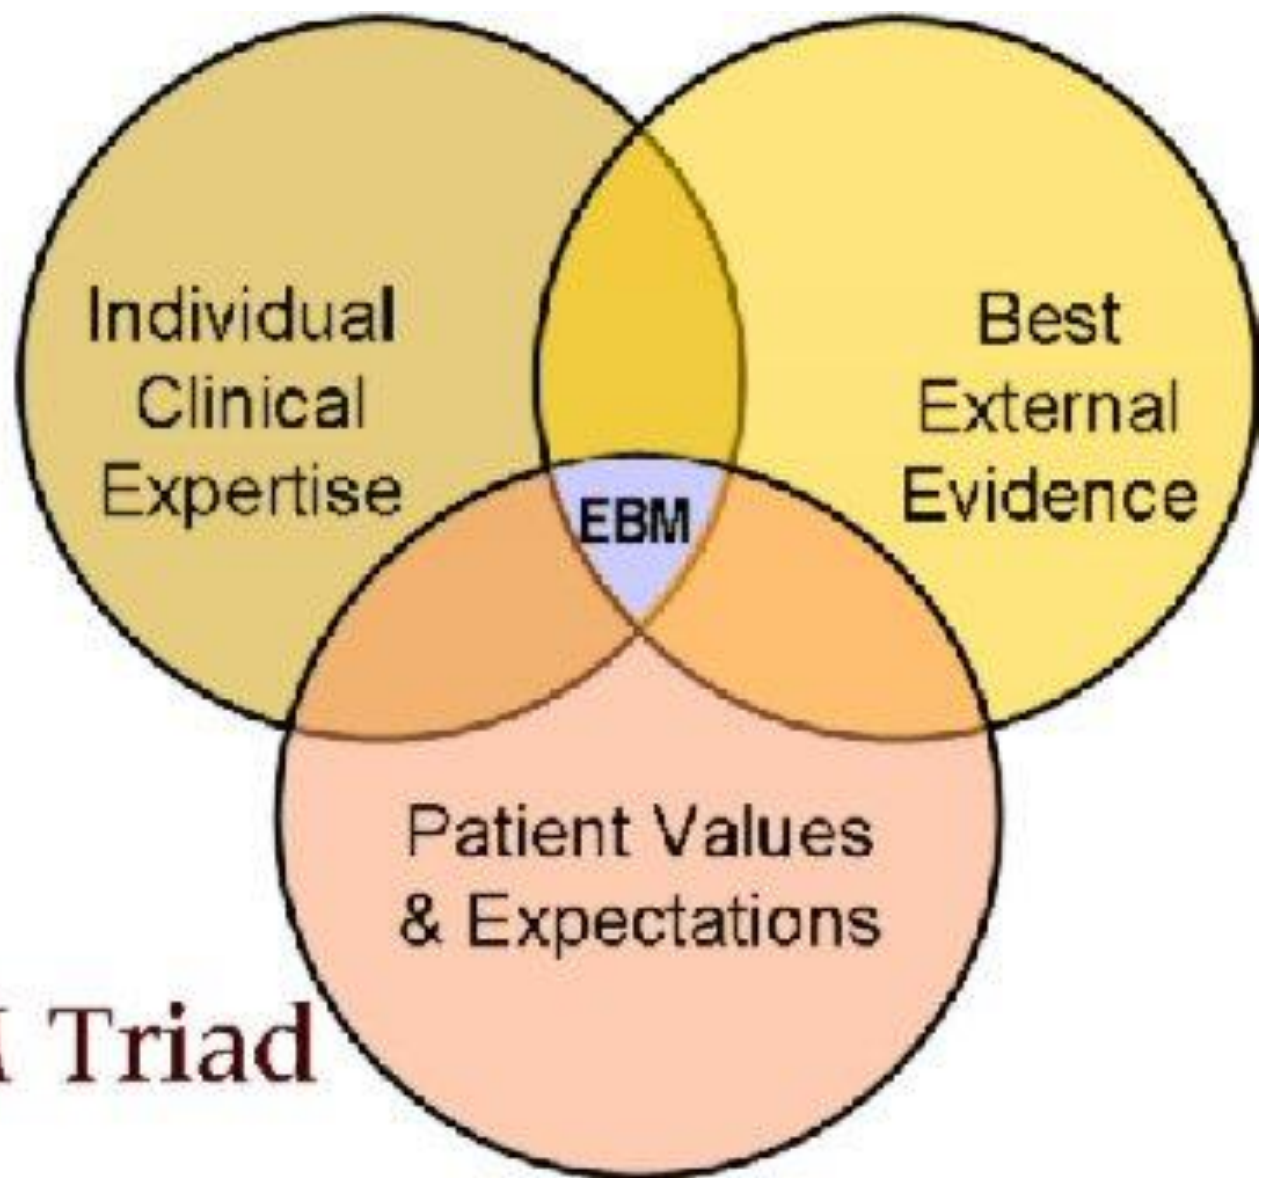 Individual
Clinical
Expertise
Best
External
Evidence
EBM
Patient Values
& Expectations
Triad